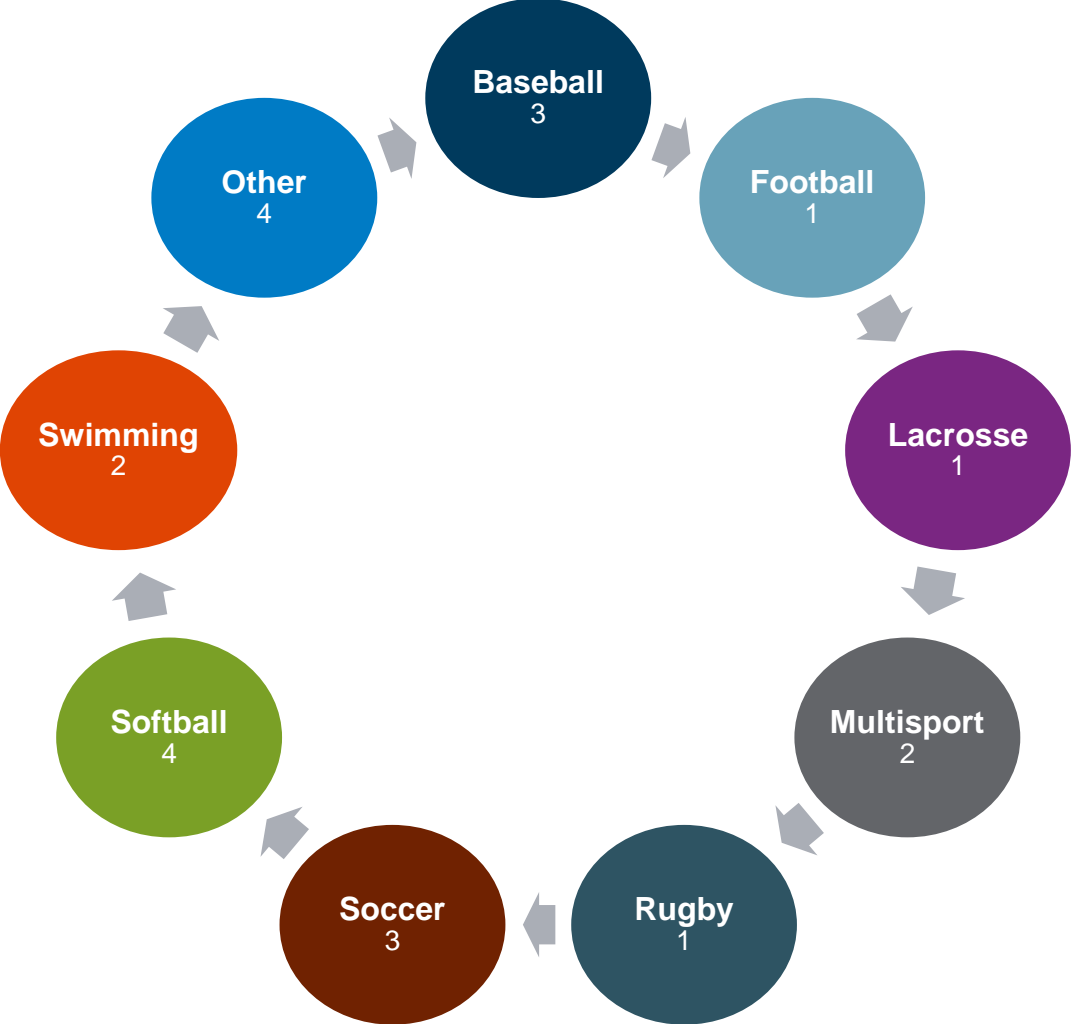 Baseball
3
Football
1
Lacrosse
1
Multisport
2
Rugby
1
Soccer
3
Softball
4
Swimming
2
Other
4